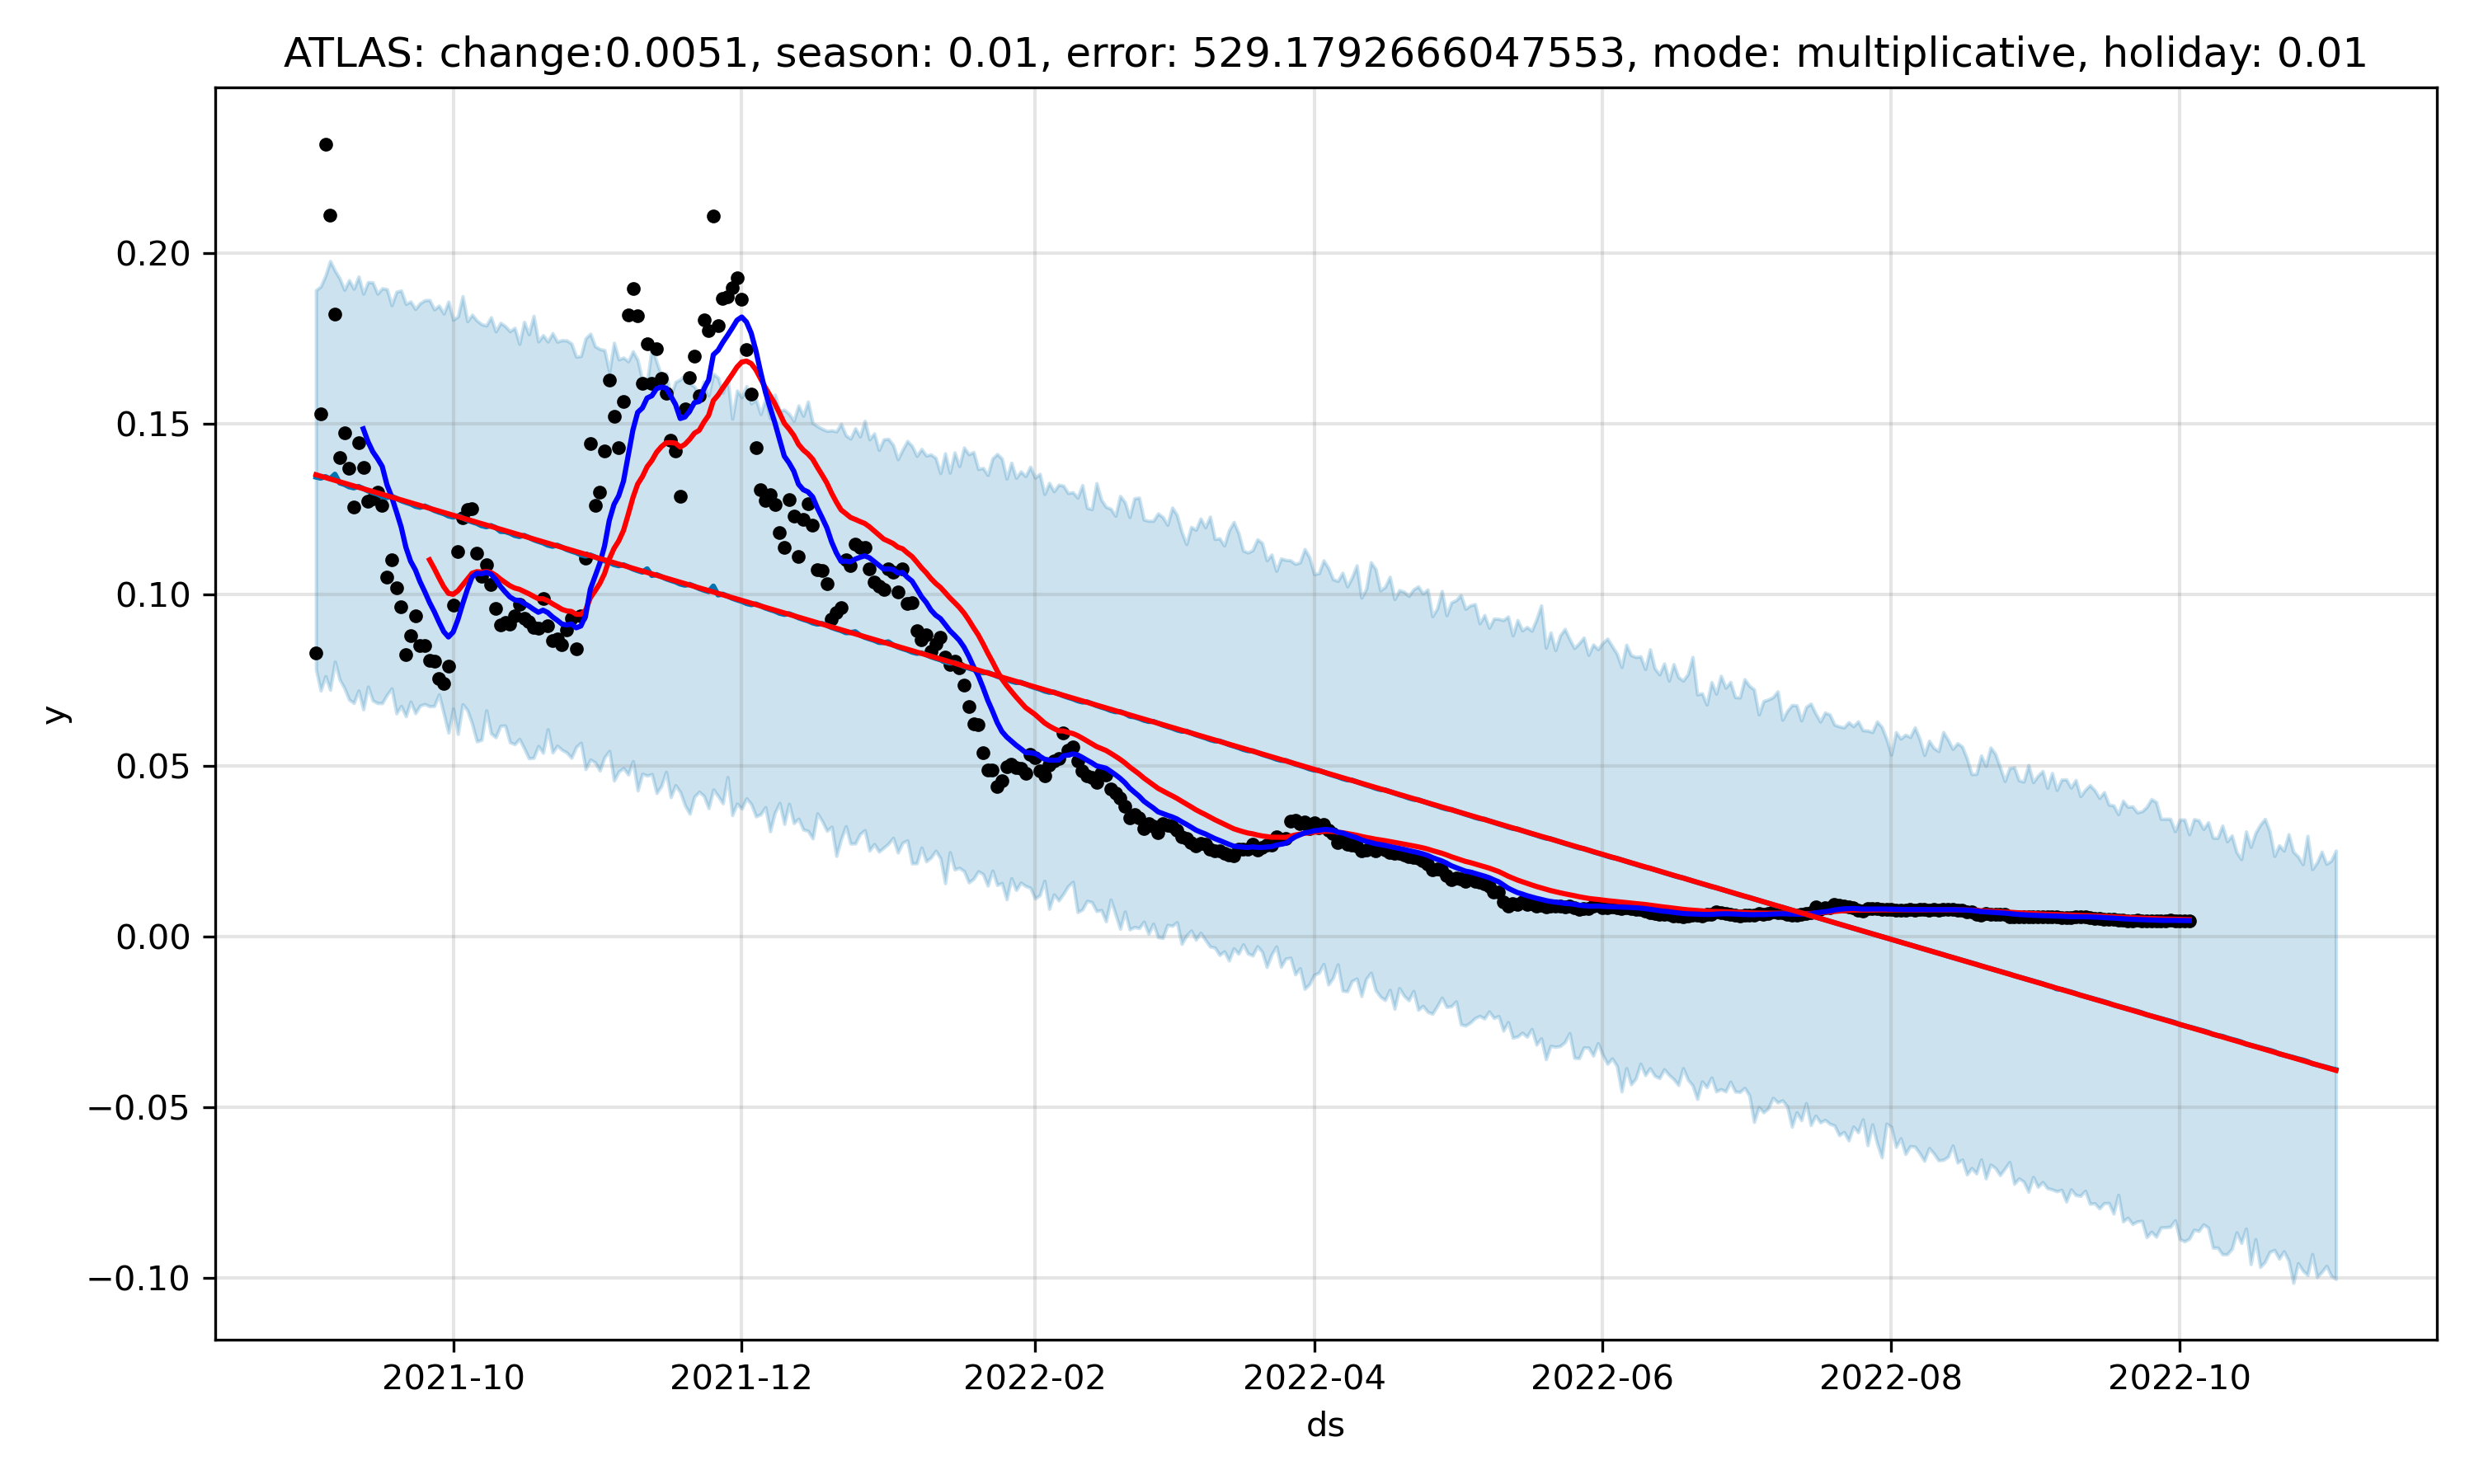 ATLAS: change:0.0051, season: 0.01, error: 529.1792666047553, mode: multiplicative, holiday: 0.01
0.20
0.15
0.10
0.05
0.00
−0.05
−0.10
y
2021-10 2021-12 2022-02 2022-04 2022-06 2022-08 2022-10
ds